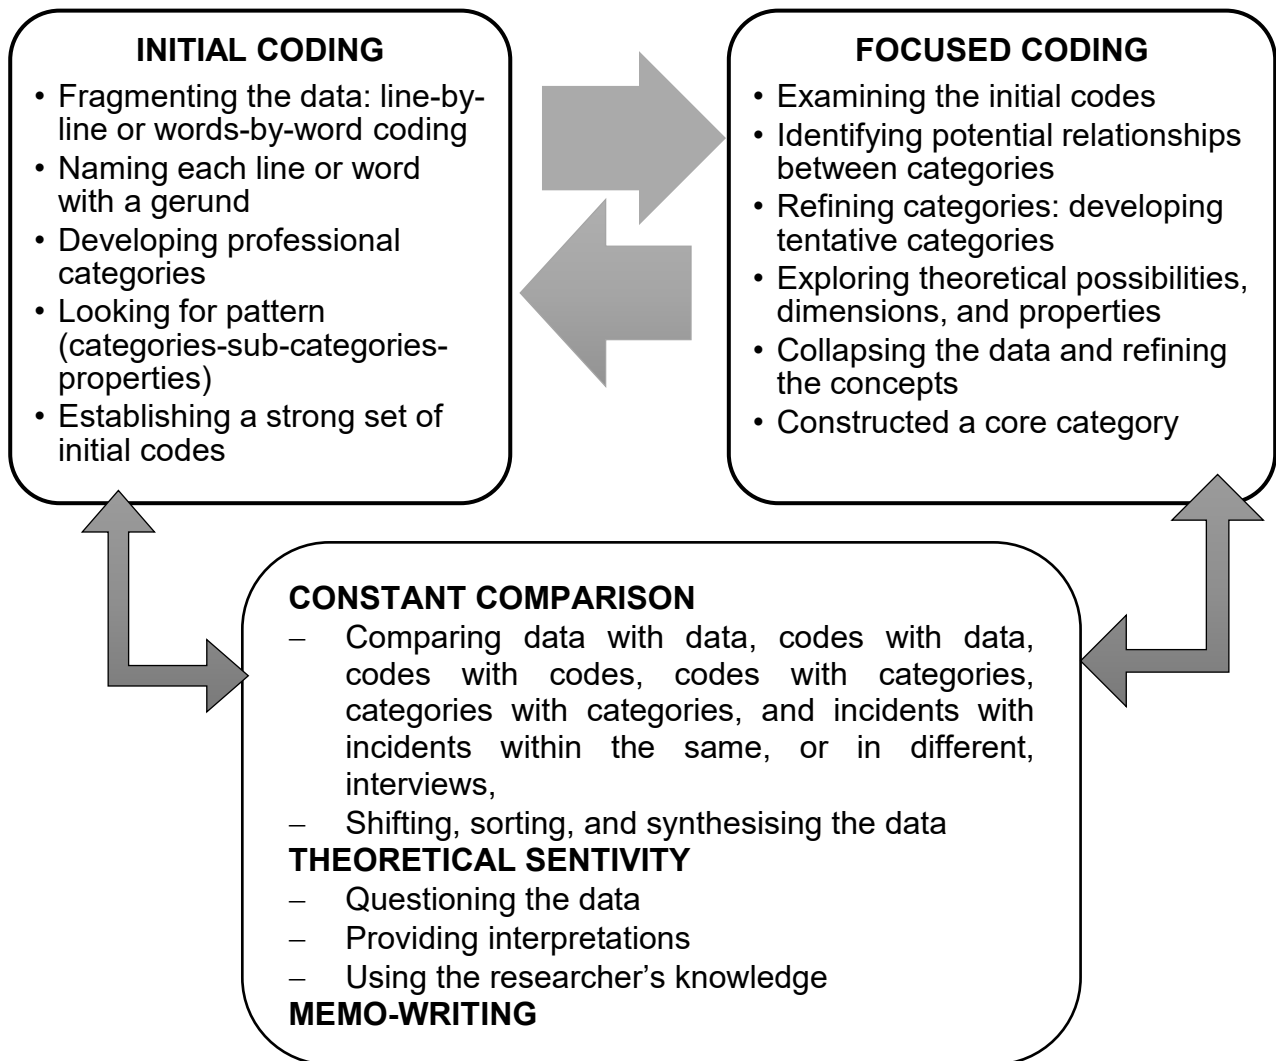 INITIAL CODING
• Fragmenting the data: line-by-
line or words-by-word coding
• Naming each line or word
with a gerund
• Developing professional
categories
• Looking for pattern
(categories-sub-categories-
properties)
• Establishing a strong set of
initial codes
FOCUSED CODING
• Examining the initial codes
• Identifying potential relationships
between categories
• Refining categories: developing
tentative categories
• Exploring theoretical possibilities,
dimensions, and properties
• Collapsing the data and refining
the concepts
• Constructed a core category
CONSTANT COMPARISON
– Comparing data with data, codes with data,
codes with codes, codes with categories,
categories with categories, and incidents with
incidents within the same, or in different,
interviews,
– Shifting, sorting, and synthesising the data
THEORETICAL SENTIVITY
– Questioning the data
– Providing interpretations
– Using the researcher’s knowledge
MEMO-WRITING